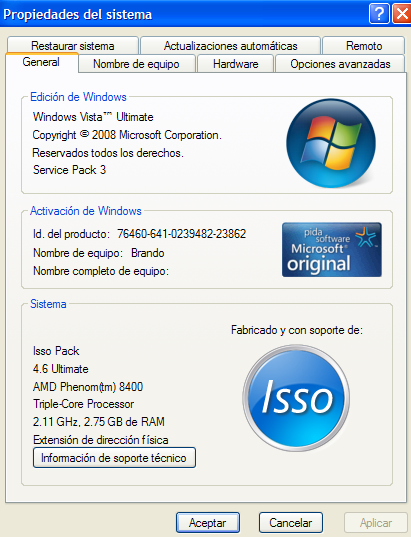 Propiedades del sistema
Restaurar sistema
Actualizaciones automáticas
Remoto
General
Nombre de equipo
Hardware
Opciones avanzadas
Edición de Windows
Windows Vista™ Ultimate
Copyright © 2008 Microsoft Corporation.
Reservados todos los derechos.
Service Pack 3
Activación de Windows
Id. del producto: 76460-641-0239482-23862
Nombre de equipo: Brando
Nombre completo de equipo:
pida
software
Microsoft®
original
Sistema
Fabricado y con soporte de:
Isso Pack
4.6 Ultimate
AMD Phenom(tm) 8400
Triple-Core Processor
2.11 GHz, 2.75 GB de RAM
Extensión de dirección física
Isso
Información de soporte técnico
Aceptar
Cancelar
Aplicar